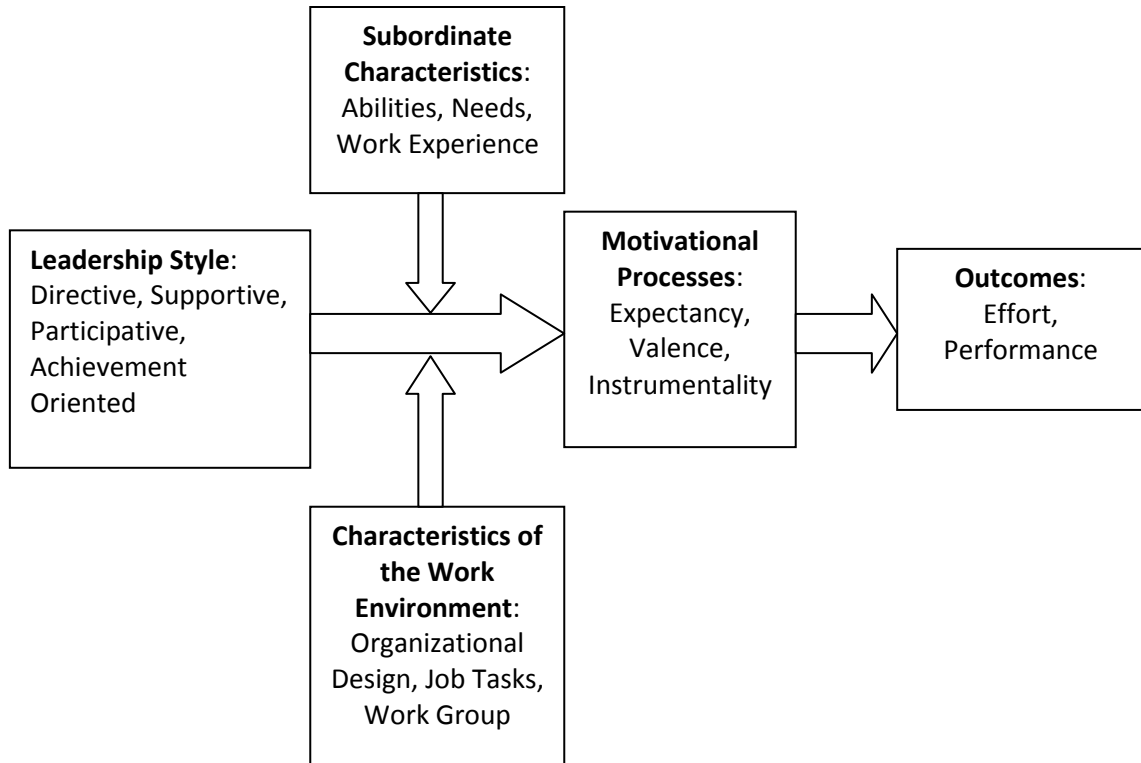 Subordinate
Characteristics:
Abilities, Needs,
Work Experience
Leadership Style:
Directive, Supportive,
Participative,
Achievement
Oriented
Motivational
Processes:
Expectancy,
Valence,
Instrumentality
Outcomes:
Effort,
Performance
Characteristics of
the Work
Environment:
Organizational
Design, Job Tasks,
Work Group